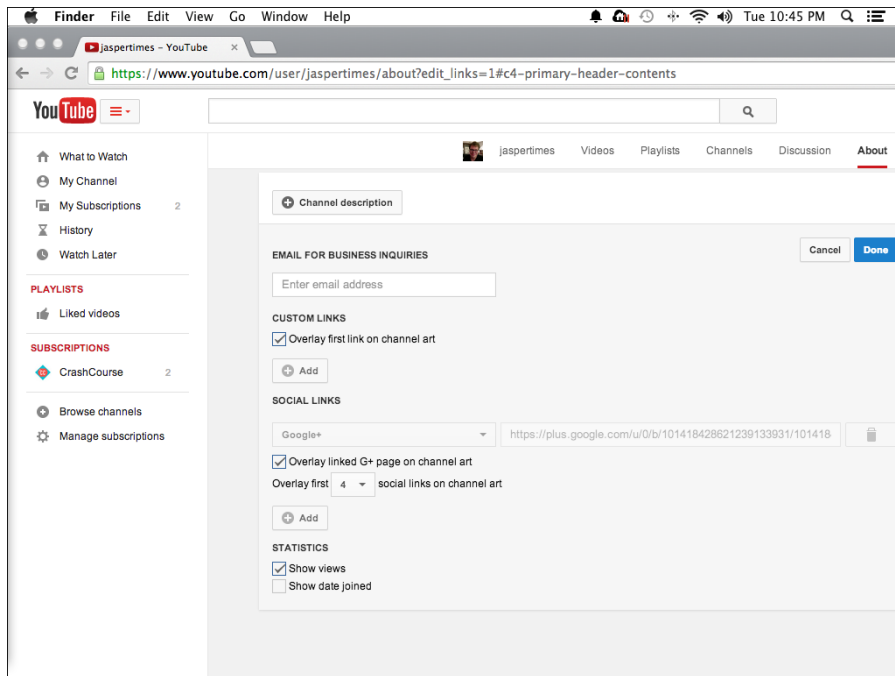 Finder File Edit View Go Window Help Tue 10:45 PM
jaspertimes – YouTube ×
https://www.youtube.com/user/jaspertimes/about?edit_links=1#c4-primary-header-contents
YouTube
jaspertimes Videos Playlists Channels Discussion About
What to Watch
My Channel
My Subscriptions 2
History
Watch Later
PLAYLISTS
Liked videos
SUBSCRIPTIONS
CrashCourse 2
Browse channels
Manage subscriptions
Channel description
EMAIL FOR BUSINESS INQUIRIES
Cancel Done
Enter email address
CUSTOM LINKS
Overlay first link on channel art
Add
SOCIAL LINKS
Google+ https://plus.google.com/u/0/b/101418428621239133931/101418
Overlay linked G+ page on channel art
Overlay first 4 social links on channel art
Add
STATISTICS
Show views
Show date joined